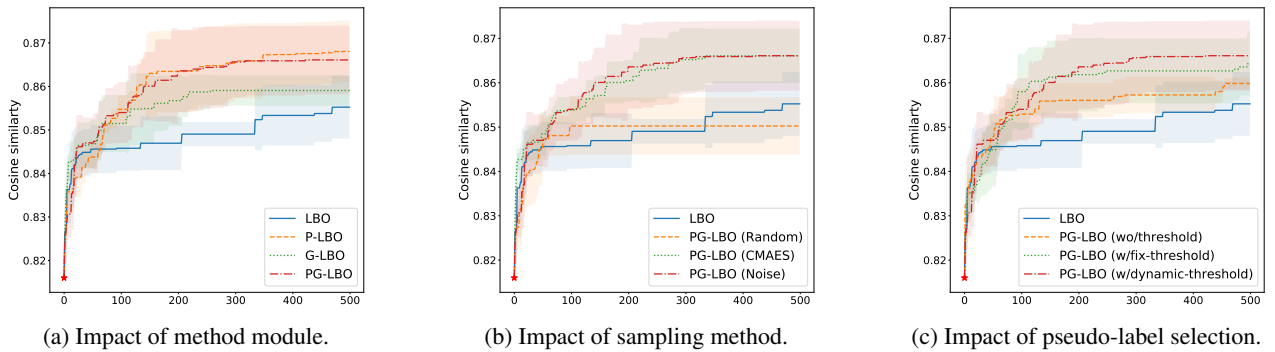 Cosine similarty
0.87
0.86
0.85
0.84
0.83
0.82
0
100
200
300
400
500
LBO
P-LBO
G-LBO
PG-LBO
(a) Impact of method module.
Cosine similarty
0.87
0.86
0.85
0.84
0.83
0.82
0
100
200
300
400
500
LBO
PG-LBO (Random)
PG-LBO (CMAES)
PG-LBO (Noise)
(b) Impact of sampling method.
Cosine similarty
0.87
0.86
0.85
0.84
0.83
0.82
0
100
200
300
400
500
LBO
PG-LBO (wo/threshold)
PG-LBO (w/fix-threshold)
PG-LBO (w/dynamic-threshold)
(c) Impact of pseudo-label selection.